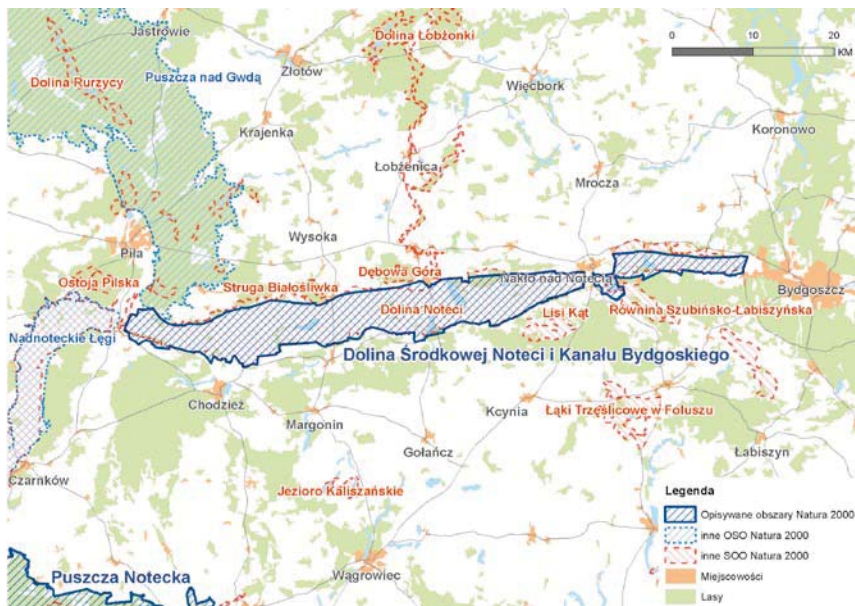 Jastrowie
Dolina Łobżonki
0 10 20
KM
Dolina Rurzycy
Puszcza nad Gwdą
Złotów
Więcbork
Krajenka
Koronowo
Łobżenica
Mrocza
Piła
Wysoka
Ostoja Pilska
Struga Białośliwka
Dębowa Góra
Nakło nad Notecią
Bydgoszcz
Nadnoteckie Łęgi
Dolina Noteci
Lisi Kąt
Równina Szubińsko-Łabiszyńska
Dolina Środkowej Noteci i Kanału Bydgoskiego
Chodzież
Margonin
Kcynia
Łąki Trzęślicowe w Foluszu
Gołańcz
Łabiszyn
Czarnków
Jezioro Kaliszańskie
Puszcza Notecka
Wągrowiec
Legenda
Opisywane obszary Natura 2000
inne OSO Natura 2000
inne SOO Natura 2000
Miejscowości
Lasy